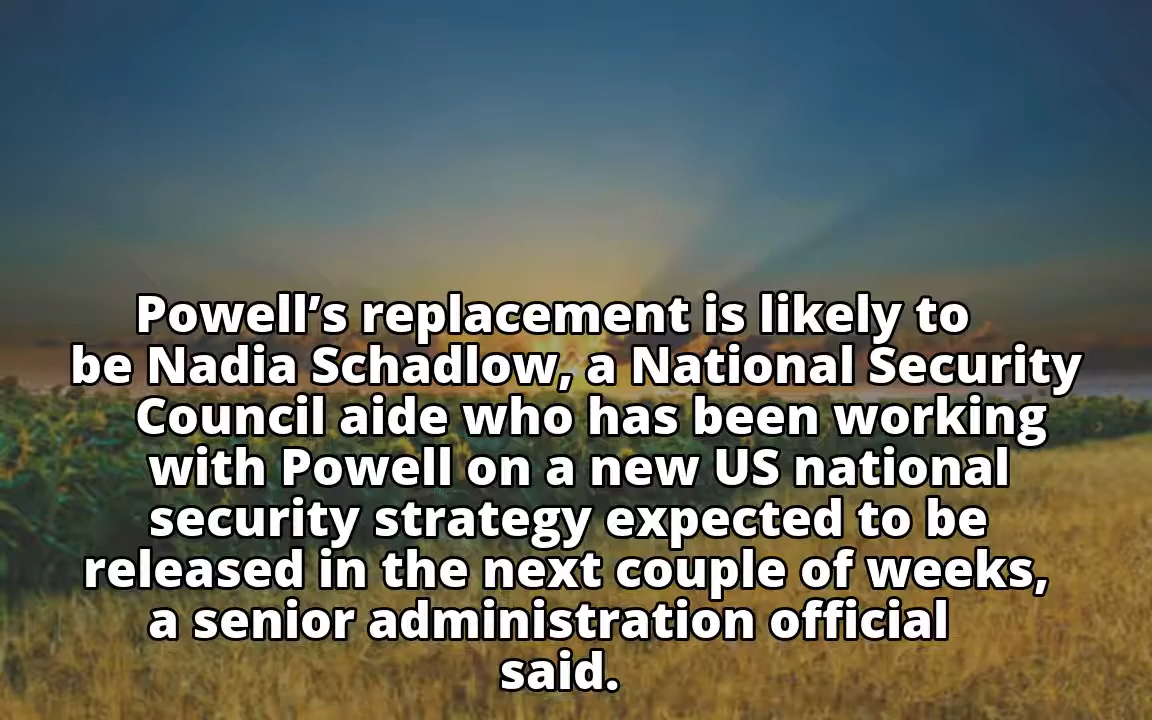 Powell’s replacement is likely to
be Nadia Schadlow, a National Security
Council aide who has been working
with Powell on a new US national
security strategy expected to be
released in the next couple of weeks,
a senior administration official
said.